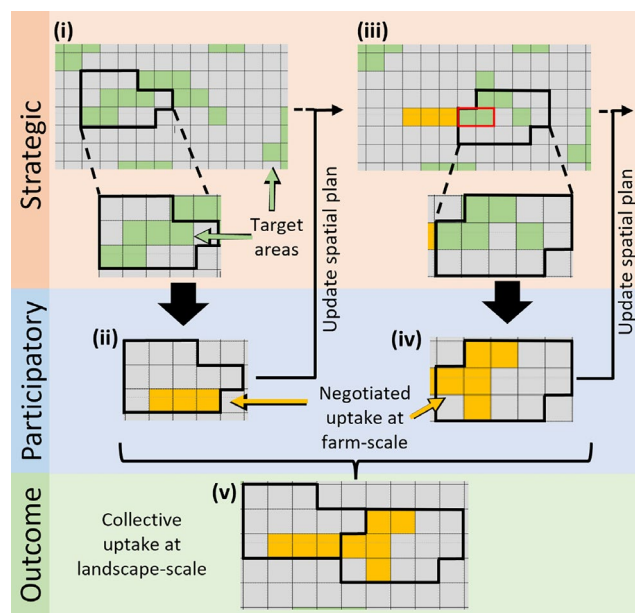 (i)
(iii)
Strategic
Target
areas
Update spatial plan
Update spatial plan
Participatory
(ii)
(iv)
Negotiated
uptake at
farm-scale
Outcome
(v)
Collective
uptake at
landscape-scale